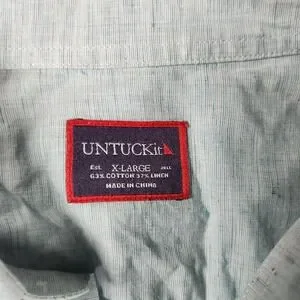 UNTUCKit
Est. X-LARGE 2011
63% COTTON 37% LINEN
MADE IN CHINA